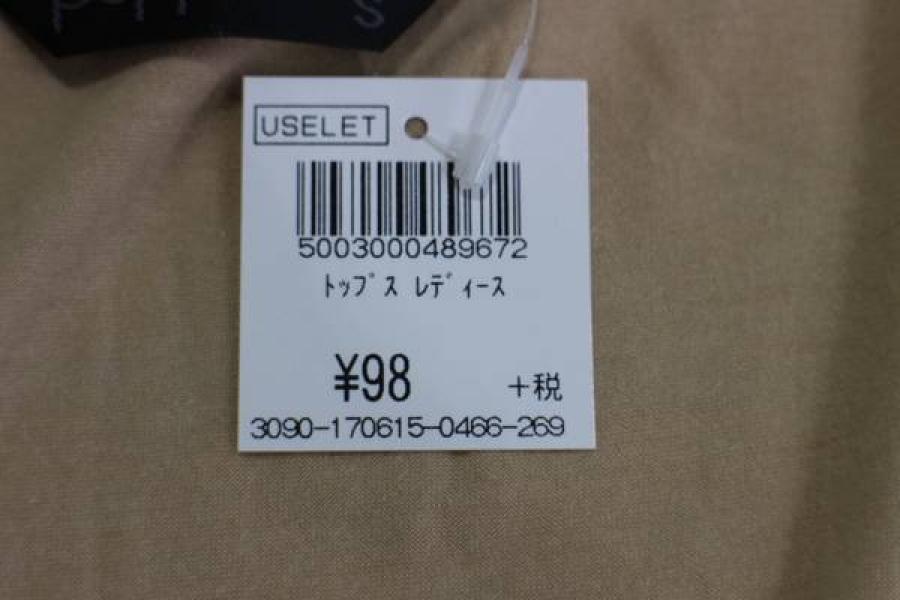 USELET
5003000489672
ﾄｯﾌﾟｽ ﾚﾃﾞｨｰｽ
¥98 +税
3090-170615-0466-269